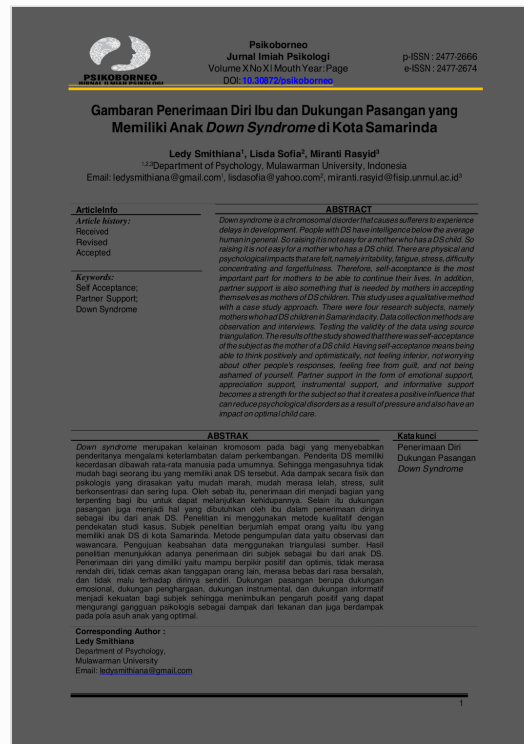 PSIKOBORNEO
JURNAL ILMIAH PSIKOLOGI
Psikoborneo
Jurnal Imiah Psikologi
Volume X No X I Mouth Year: Page
DOI: 10.30872/psikoborneo
p-ISSN : 2477-2666
e-ISSN : 2477-2674
Gambaran Penerimaan Diri Ibu dan Dukungan Pasangan yang
Memiliki Anak Down Syndrome di Kota Samarinda
Ledy Smithiana¹, Lisda Sofia², Miranti Rasyid³
¹,²,³Department of Psychology, Mulawarman University, Indonesia
Email: ledysmithiana@gmail.com¹, lisdasofia@yahoo.com², miranti.rasyid@fisip.unmul.ac.id³
ArticleInfo
Article history:
Received
Revised
Accepted
Keywords:
Self Acceptance;
Partner Support;
Down Syndrome
ABSTRACT
Down syndrome is a chromosomal disorder that causes sufferers to experience
delays in development. People with DS have intelligence below the average
human in general. So raising it is not easy for a mother who has a DS child. So
raising it is not easy for a mother who has a DS child. There are physical and
psychological impacts that are felt, namely irritability, fatigue, stress, difficulty
concentrating and forgetfulness. Therefore, self-acceptance is the most
important part for mothers to be able to continue their lives. In addition,
partner support is also something that is needed by mothers in accepting
themselves as mothers of DS children. This study uses a qualitative method
with a case study approach. There were four research subjects, namely
mothers who had DS children in Samarinda city. Data collection methods are
observation and interviews. Testing the validity of the data using source
triangulation. The results of the study showed that there was self-acceptance
of the subject as the mother of a DS child. Having self-acceptance means being
able to think positively and optimistically, not feeling inferior, not worrying
about other people's responses, feeling free from guilt, and not being
ashamed of yourself. Partner support in the form of emotional support,
appreciation support, instrumental support, and informative support
becomes a strength for the subject so that it creates a positive influence that
can reduce psychological disorders as a result of pressure and also have an
impact on optimal child care.
ABSTRAK
Down syndrome merupakan kelainan kromosom pada bagi yang menyebabkan
penderitanya mengalami keterlambatan dalam perkembangan. Penderita DS memiliki
kecerdasan dibawah rata-rata manusia pada umumnya. Sehingga mengasuhnya tidak
mudah bagi seorang ibu yang memiliki anak DS tersebut. Ada dampak secara fisik dan
psikologis yang dirasakan yaitu mudah marah, mudah merasa lelah, stress, sulit
berkonsentrasi dan sering lupa. Oleh sebab itu, penerimaan diri menjadi bagian yang
terpenting bagi ibu untuk dapat melanjutkan kehidupannya. Selain itu dukungan
pasangan juga menjadi hal yang dibutuhkan oleh ibu dalam penerimaan dirinya
sebagai ibu dari anak DS. Penelitian ini menggunakan metode kualitatif dengan
pendekatan studi kasus. Subjek penelitian berjumlah empat orang yaitu ibu yang
memiliki anak DS di kota Samarinda. Metode pengumpulan data yaitu observasi dan
wawancara. Pengujian keabsahan data menggunakan triangulasi sumber. Hasil
penelitian menunjukkan adanya penerimaan diri subjek sebagai ibu dari anak DS.
Penerimaan diri yang dimiliki yaitu mampu berpikir positif dan optimis, tidak merasa
rendah diri, tidak cemas akan tanggapan orang lain, merasa bebas dari rasa bersalah,
dan tidak malu terhadap dirinya sendiri. Dukungan pasangan berupa dukungan
emosional, dukungan penghargaan, dukungan instrumental, dan dukungan informatif
menjadi kekuatan bagi subjek sehingga menimbulkan pengaruh positif yang dapat
mengurangi gangguan psikologis sebagai dampak dari tekanan dan juga berdampak
pada pola asuh anak yang optimal.
Kata kunci
Penerimaan Diri
Dukungan Pasangan
Down Syndrome
Corresponding Author :
Ledy Smithiana
Department of Psychology,
Mulawarman University
Email: ledysmithiana@gmail.com
1